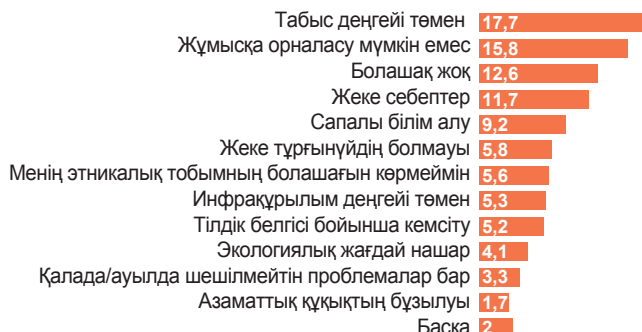 Табыс деңгейі төмен 17,7
Жұмысқа орналасу мүмкін емес 15,8
Болашақ жоқ 12,6
Жеке себептер 11,7
Сапалы білім алу 9,2
Жеке тұрғынүйдің болмауы 5,8
Менің этникалық тобымның болашағын көрмеймін 5,6
Инфрақұрылым деңгейі төмен 5,3
Тілдік белгісі бойынша кемсіту 5,2
Экологиялық жағдай нашар 4,1
Қалада/ауылда шешілмейтін проблемалар бар 3,3
Азаматтық құқықтың бұзылуы 1,7
Басқа 2